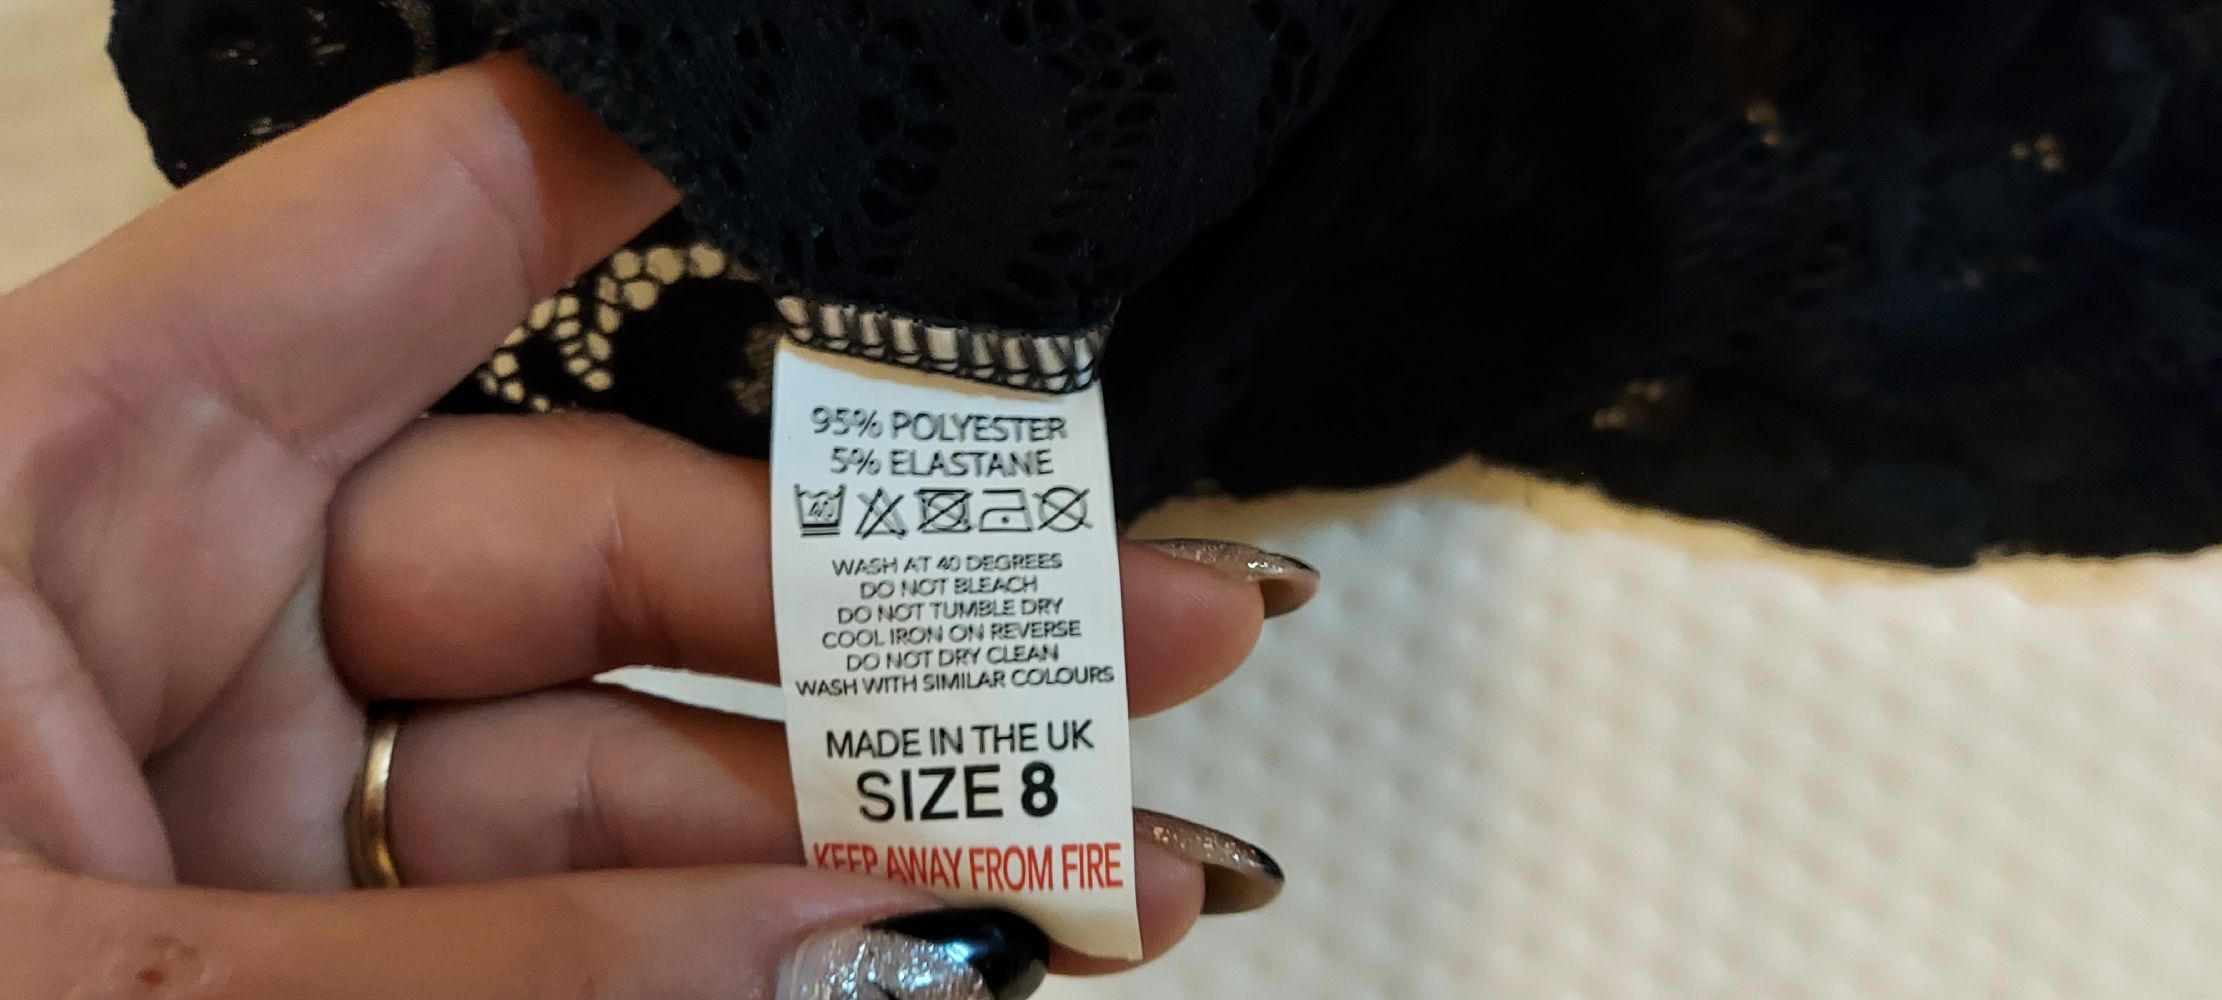 95% POLYESTER
5% ELASTANE
40
WASH AT 40 DEGREES
DO NOT BLEACH
DO NOT TUMBLE DRY
COOL IRON ON REVERSE
DO NOT DRY CLEAN
WASH WITH SIMILAR COLOURS
MADE IN THE UK
SIZE 8
KEEP AWAY FROM FIRE